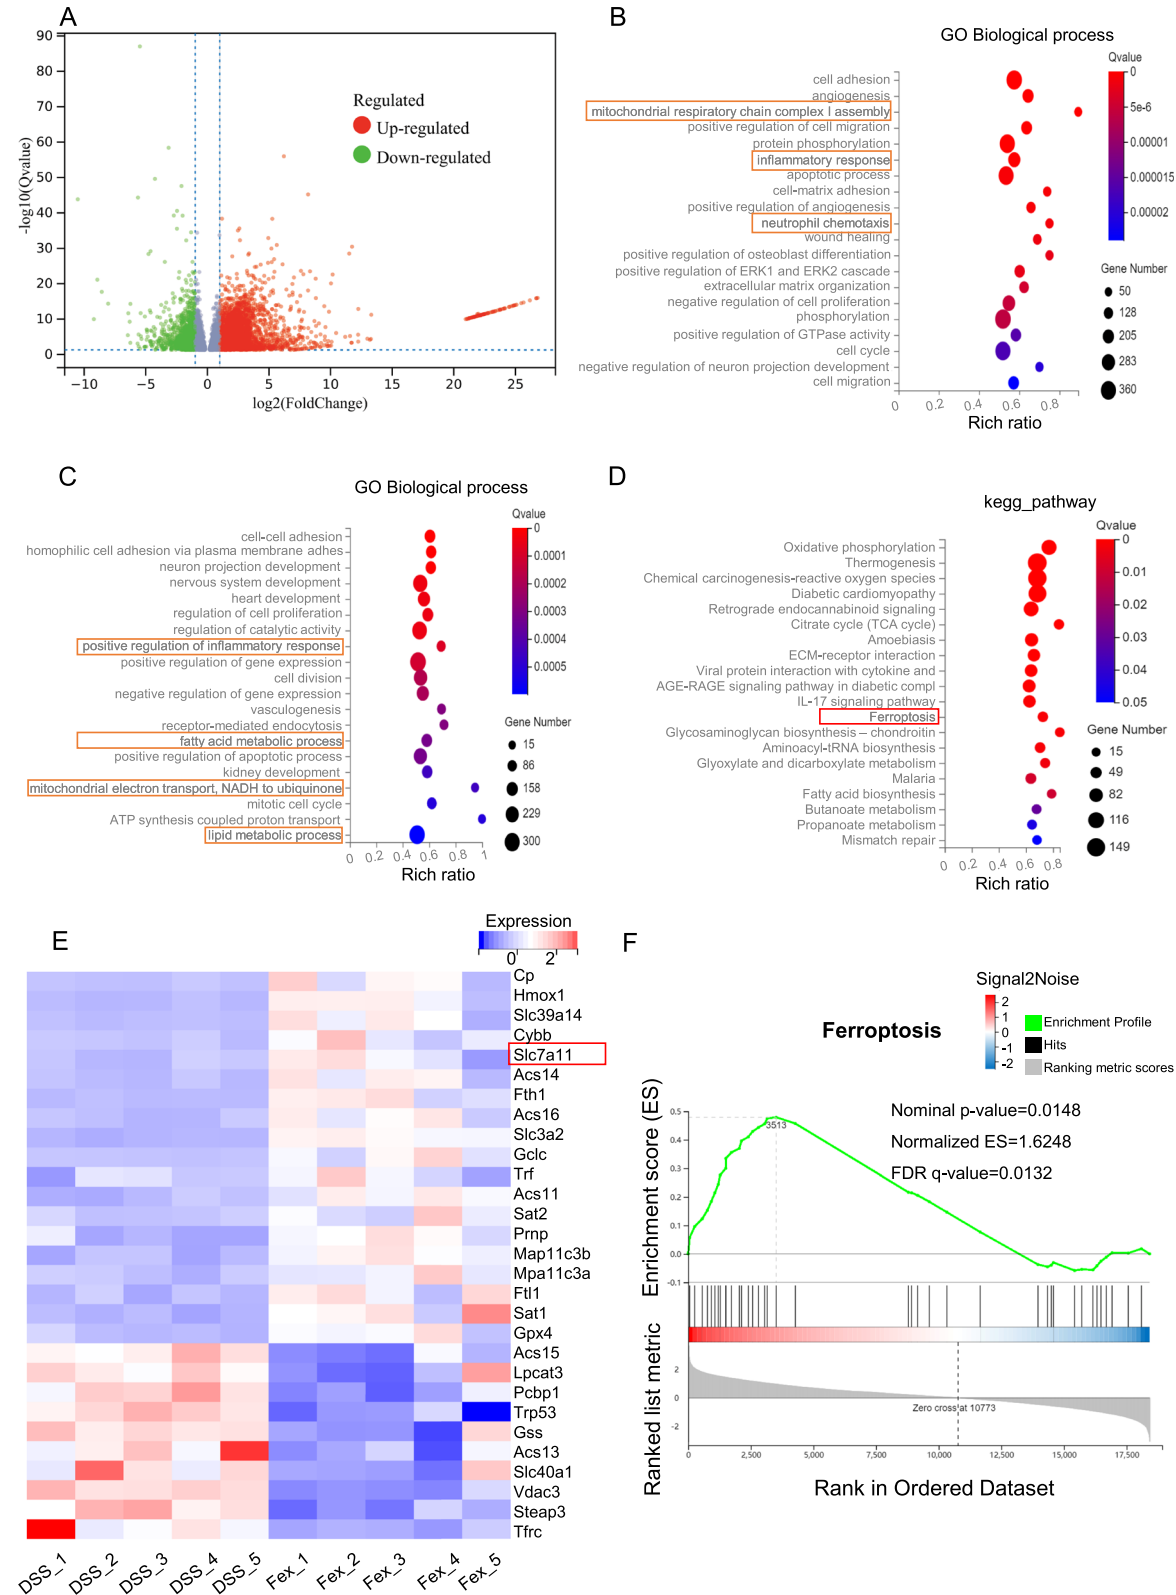 A
90
80
70
60
50
40
30
20
10
0
-log10(Qvalue)
−10
−5
0
5
10
15
20
25
log2(FoldChange)
Regulated
Up-regulated
Down-regulated
B
GO Biological process
cell adhesion
angiogenesis
mitochondrial respiratory chain complex I assembly
positive regulation of cell migration
protein phosphorylation
inflammatory response
apoptotic process
cell-matrix adhesion
positive regulation of angiogenesis
neutrophil chemotaxis
wound healing
positive regulation of osteoblast differentiation
positive regulation of ERK1 and ERK2 cascade
extracellular matrix organization
negative regulation of cell proliferation
phosphorylation
positive regulation of GTPase activity
cell cycle
negative regulation of neuron projection development
cell migration
0
0.2
0.4
0.6
0.8
Rich ratio
Qvalue
0
5e-6
0.00001
0.000015
0.00002
Gene Number
50
128
205
283
360
C
GO Biological process
cell-cell adhesion
homophilic cell adhesion via plasma membrane adhes
neuron projection development
nervous system development
heart development
regulation of cell proliferation
regulation of catalytic activity
positive regulation of inflammatory response
positive regulation of gene expression
cell division
negative regulation of gene expression
vasculogenesis
receptor-mediated endocytosis
fatty acid metabolic process
positive regulation of apoptotic process
kidney development
mitochondrial electron transport, NADH to ubiquinone
mitotic cell cycle
ATP synthesis coupled proton transport
lipid metabolic process
0
0.2
0.4
0.6
0.8
1
Rich ratio
Qvalue
0
0.0001
0.0002
0.0003
0.0004
0.0005
Gene Number
15
86
158
229
300
D
kegg_pathway
Oxidative phosphorylation
Thermogenesis
Chemical carcinogenesis-reactive oxygen species
Diabetic cardiomyopathy
Retrograde endocannabinoid signaling
Citrate cycle (TCA cycle)
Amoebiasis
ECM-receptor interaction
Viral protein interaction with cytokine and
AGE-RAGE signaling pathway in diabetic compl
IL-17 signaling pathway
Ferroptosis
Glycosaminoglycan biosynthesis – chondroitin
Aminoacyl-tRNA biosynthesis
Glyoxylate and dicarboxylate metabolism
Malaria
Fatty acid biosynthesis
Butanoate metabolism
Propanoate metabolism
Mismatch repair
0
0.2
0.4
0.6
0.8
Rich ratio
Qvalue
0
0.01
0.02
0.03
0.04
0.05
Gene Number
15
49
82
116
149
E
Expression
0
2
Cp
Hmox1
Slc39a14
Cybb
Slc7a11
Acs14
Fth1
Acs16
Slc3a2
Gclc
Trf
Acs11
Sat2
Prnp
Map11c3b
Mpa11c3a
Ftl1
Sat1
Gpx4
Acs15
Lpcat3
Pcbp1
Trp53
Gss
Acs13
Slc40a1
Vdac3
Steap3
Tfrc
DSS_1
DSS_2
DSS_3
DSS_4
DSS_5
Fex_1
Fex_2
Fex_3
Fex_4
Fex_5
F
Signal2Noise
2
1
0
-1
-2
Enrichment Profile
Hits
Ranking metric scores
Ferroptosis
Nominal p-value=0.0148
Normalized ES=1.6248
FDR q-value=0.0132
Enrichment score (ES)
0.5
0.4
0.3
0.2
0.1
0.0
-0.1
3513
Ranked list metric
2
0
-2
Zero cross at 10773
0
2,500
5,000
7,500
10,000
12,500
15,000
17,500
Rank in Ordered Dataset